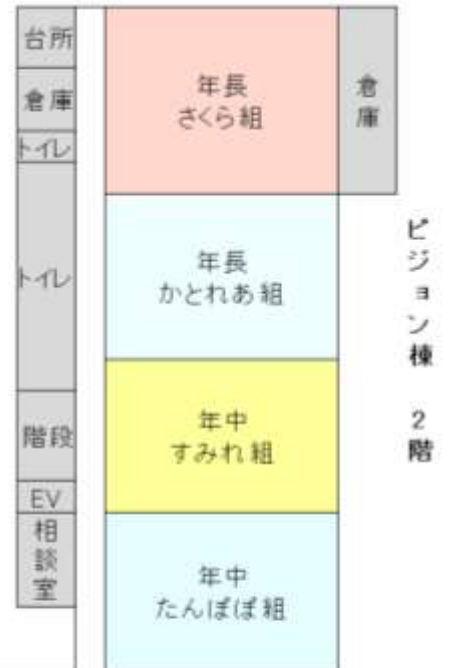 台所
倉庫
トイレ
トイレ
階段
EV
相談室
年長
さくら組
年長
かとれあ組
年中
すみれ組
年中
たんぽぽ組
倉庫
ビジョン棟 2階